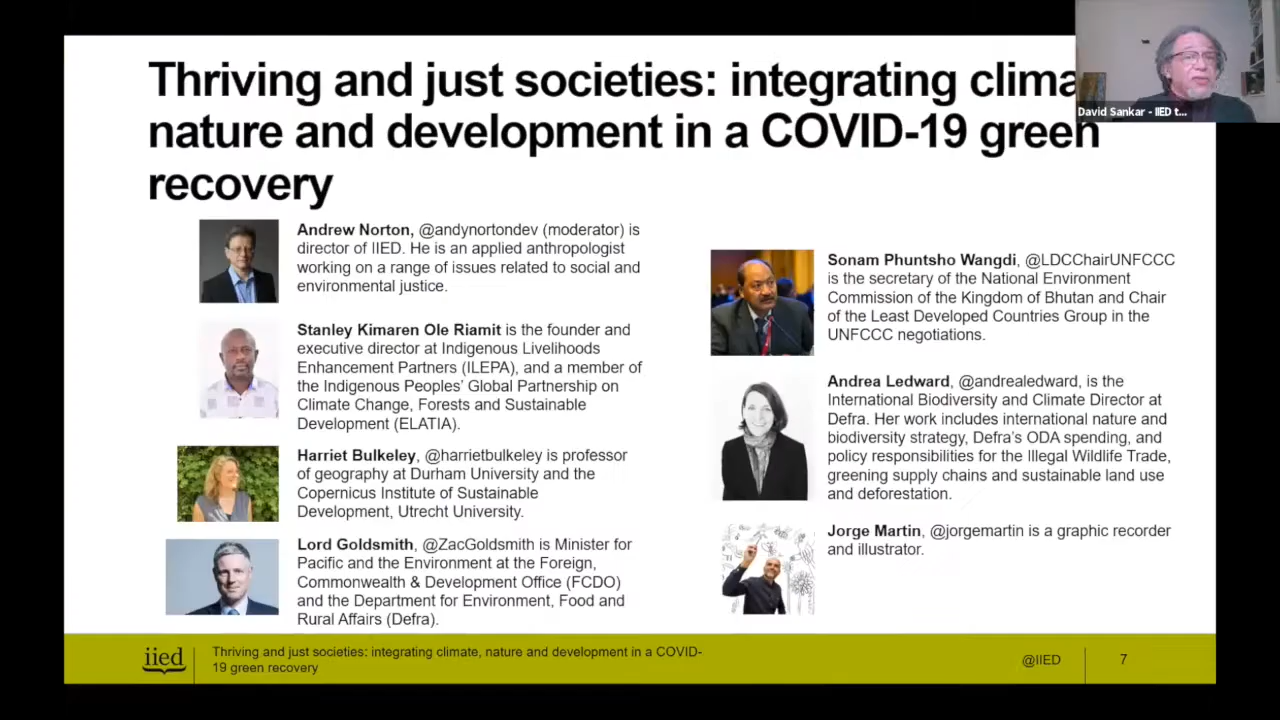 Thriving and just societies: integrating clima
nature and development in a COVID-19 green
recovery
David Sankar - IIED t...
Andrew Norton, @andynortondev (moderator) is
director of IIED. He is an applied anthropologist
working on a range of issues related to social and
environmental justice.
Stanley Kimaren Ole Riamit is the founder and
executive director at Indigenous Livelihoods
Enhancement Partners (ILEPA), and a member of
the Indigenous Peoples' Global Partnership on
Climate Change, Forests and Sustainable
Development (ELATIA).
Harriet Bulkeley, @harrietbulkeley is professor
of geography at Durham University and the
Copernicus Institute of Sustainable
Development, Utrecht University.
Lord Goldsmith, @ZacGoldsmith is Minister for
Pacific and the Environment at the Foreign,
Commonwealth & Development Office (FCDO)
and the Department for Environment, Food and
Rural Affairs (Defra).
Sonam Phuntsho Wangdi, @LDCChairUNFCCC
is the secretary of the National Environment
Commission of the Kingdom of Bhutan and Chair
of the Least Developed Countries Group in the
UNFCCC negotiations.
Andrea Ledward, @andrealedward, is the
International Biodiversity and Climate Director at
Defra. Her work includes international nature and
biodiversity strategy, Defra's ODA spending, and
policy responsibilities for the Illegal Wildlife Trade,
greening supply chains and sustainable land use
and deforestation.
Jorge Martin, @jorgemartin is a graphic recorder
and illustrator.
iied
Thriving and just societies: integrating climate, nature and development in a COVID-
19 green recovery
@IIED
7